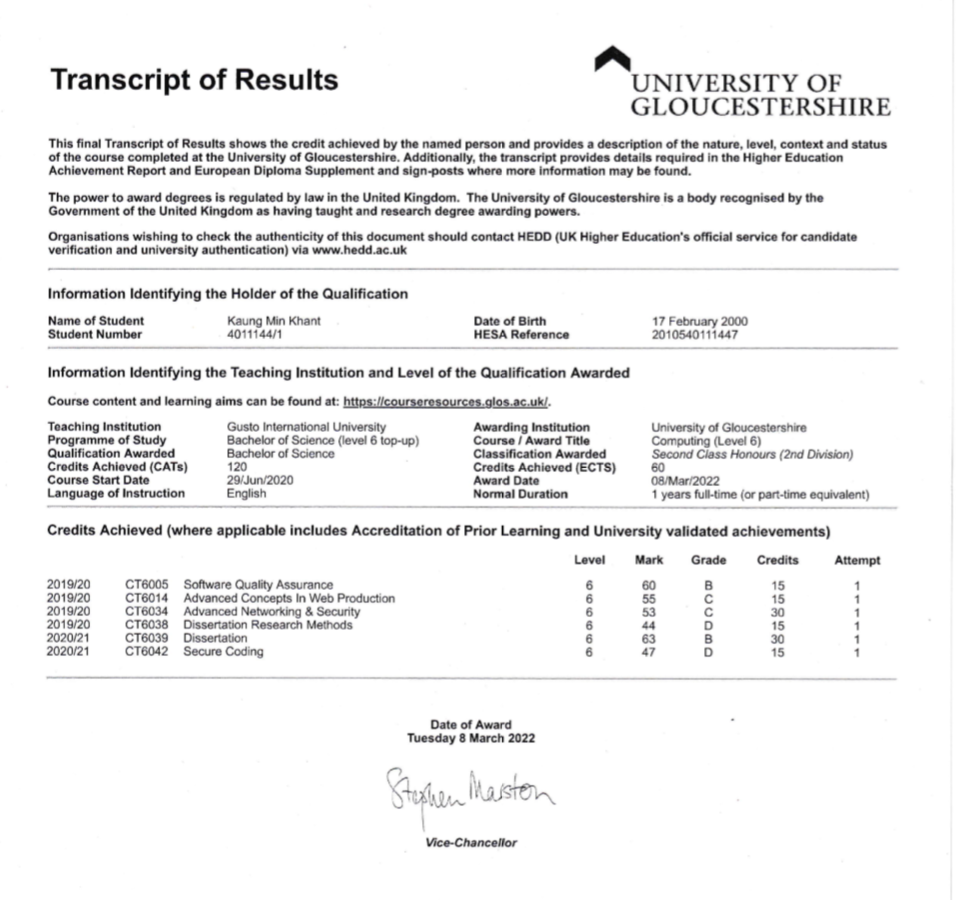 Transcript of Results
UNIVERSITY OF
GLOUCESTERSHIRE
This final Transcript of Results shows the credit achieved by the named person and provides a description of the nature, level, context and status
of the course completed at the University of Gloucestershire. Additionally, the transcript provides details required in the Higher Education
Achievement Report and European Diploma Supplement and sign-posts where more information may be found.
The power to award degrees is regulated by law in the United Kingdom. The University of Gloucestershire is a body recognised by the
Government of the United Kingdom as having taught and research degree awarding powers.
Organisations wishing to check the authenticity of this document should contact HEDD (UK Higher Education's official service for candidate
verification and university authentication) via www.hedd.ac.uk
Information Identifying the Holder of the Qualification
Name of Student Kaung Min Khant Date of Birth 17 February 2000
Student Number 4011144/1 HESA Reference 2010540111447
Information Identifying the Teaching Institution and Level of the Qualification Awarded
Course content and learning aims can be found at: https://courseresources.glos.ac.uk/.
Teaching Institution Gusto International University Awarding Institution University of Gloucestershire
Programme of Study Bachelor of Science (level 6 top-up) Course / Award Title Computing (Level 6)
Qualification Awarded Bachelor of Science Classification Awarded Second Class Honours (2nd Division)
Credits Achieved (CATs) 120 Credits Achieved (ECTS) 60
Course Start Date 29/Jun/2020 Award Date 08/Mar/2022
Language of Instruction English Normal Duration 1 years full-time (or part-time equivalent)
Credits Achieved (where applicable includes Accreditation of Prior Learning and University validated achievements)
Level Mark Grade Credits Attempt
2019/20 CT6005 Software Quality Assurance 6 60 B 15 1
2019/20 CT6014 Advanced Concepts In Web Production 6 55 C 15 1
2019/20 CT6034 Advanced Networking & Security 6 53 C 30 1
2019/20 CT6038 Dissertation Research Methods 6 44 D 15 1
2020/21 CT6039 Dissertation 6 63 B 30 1
2020/21 CT6042 Secure Coding 6 47 D 15 1
Date of Award
Tuesday 8 March 2022
Stephen Marston
Vice-Chancellor